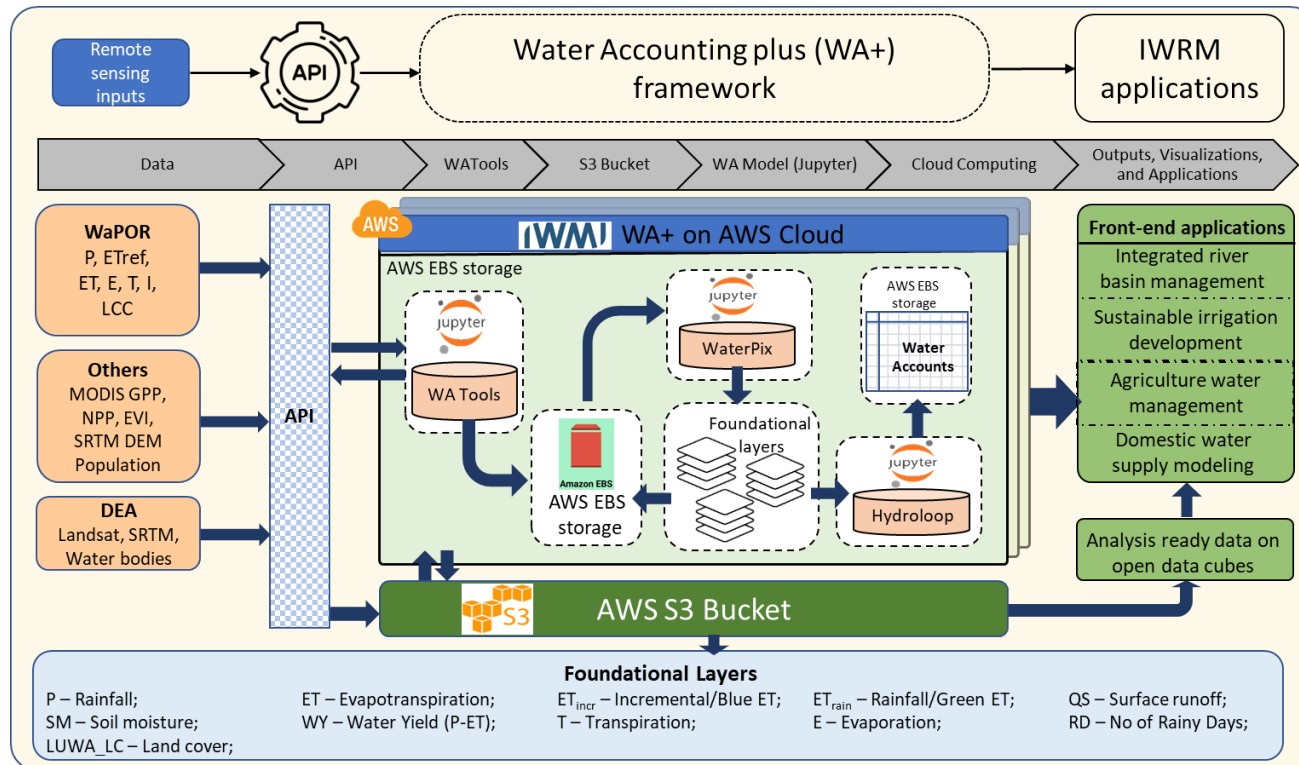 Remote
sensing
inputs
API
Water Accounting plus (WA+)
framework
IWRM
applications
Data
API
WATools
S3 Bucket
WA Model (Jupyter)
Cloud Computing
Outputs, Visualizations,
and Applications
WaPOR
P, ETref,
ET, E, T, I,
LCC
Others
MODIS GPP,
NPP, EVI,
SRTM DEM
Population
DEA
Landsat, SRTM,
Water bodies
API
AWS
IWMI WA+ on AWS Cloud
AWS EBS storage
jupyter
WA Tools
Amazon EBS
AWS EBS
storage
jupyter
WaterPix
Foundational
layers
AWS EBS
storage
Water
Accounts
jupyter
Hydroloop
Front-end applications
Integrated river
basin management
Sustainable irrigation
development
Agriculture water
management
Domestic water
supply modeling
Analysis ready data on
open data cubes
S3
AWS S3 Bucket
Foundational Layers
P – Rainfall; ET – Evapotranspiration; ETincr – Incremental/Blue ET; ETrain – Rainfall/Green ET; QS – Surface runoff;
SM – Soil moisture; WY – Water Yield (P-ET); T – Transpiration; E – Evaporation; RD – No of Rainy Days;
LUWA_LC – Land cover;